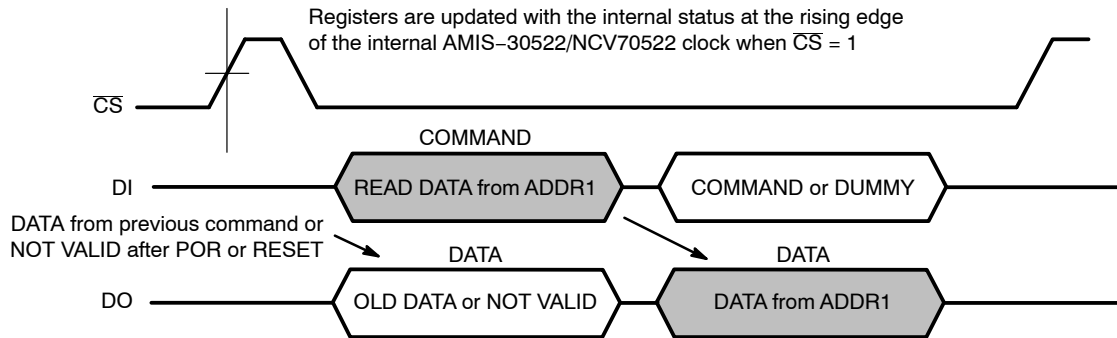 Registers are updated with the internal status at the rising edge
of the internal AMIS−30522/NCV70522 clock when C̅S̅ = 1
C̅S̅
COMMAND
DI
READ DATA from ADDR1
COMMAND or DUMMY
DATA from previous command or
NOT VALID after POR or RESET
DATA
DATA
DO
OLD DATA or NOT VALID
DATA from ADDR1